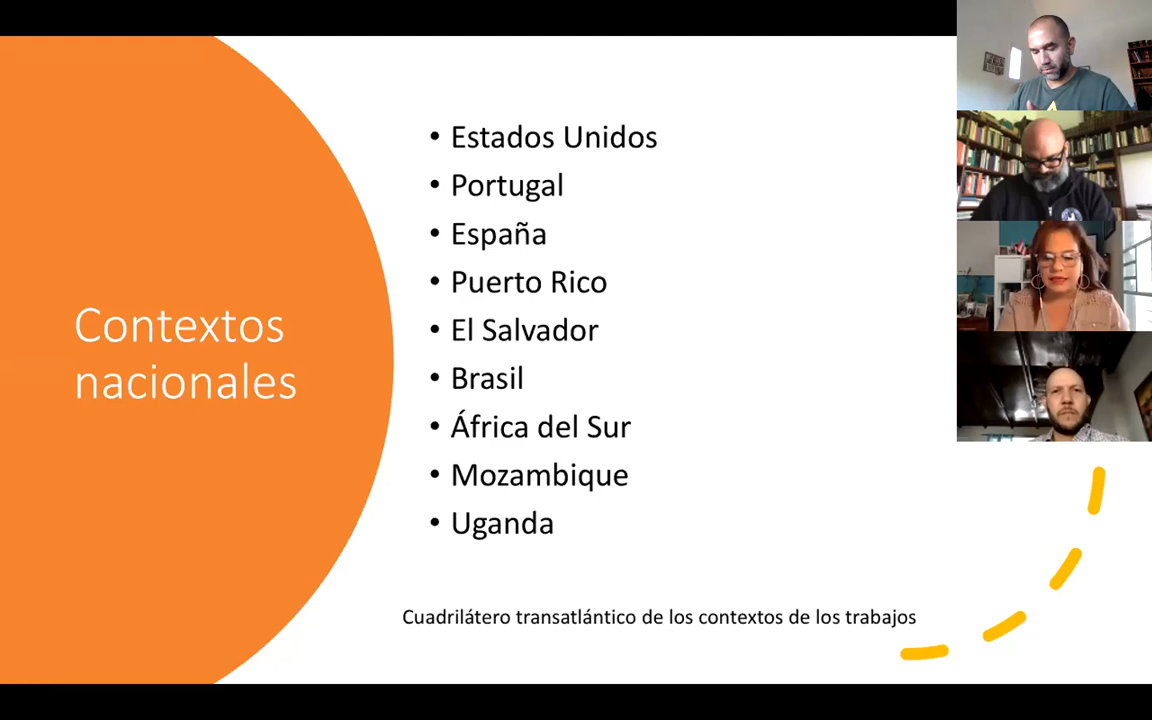 Contextos
nacionales
• Estados Unidos
• Portugal
• España
• Puerto Rico
• El Salvador
• Brasil
• África del Sur
• Mozambique
• Uganda
Cuadrilátero transatlántico de los contextos de los trabajos